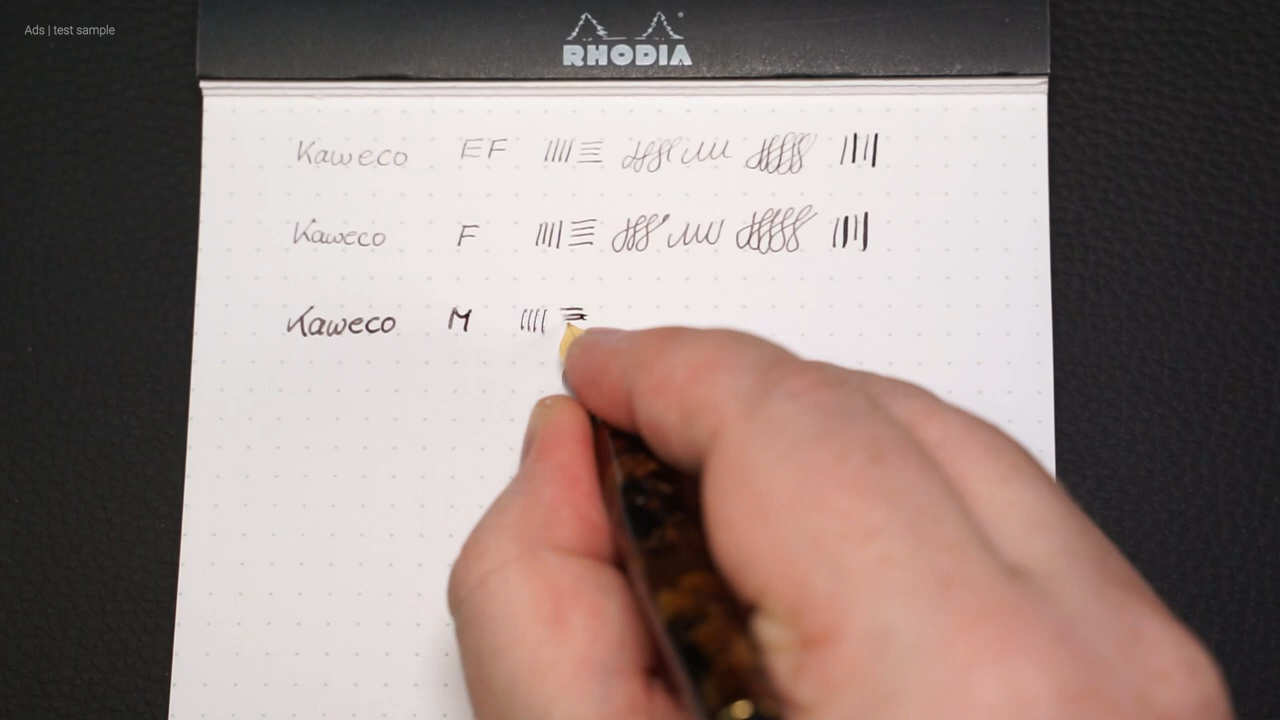 Ads | test sample
RHODIA
Kaweco EF
Kaweco F
Kaweco M